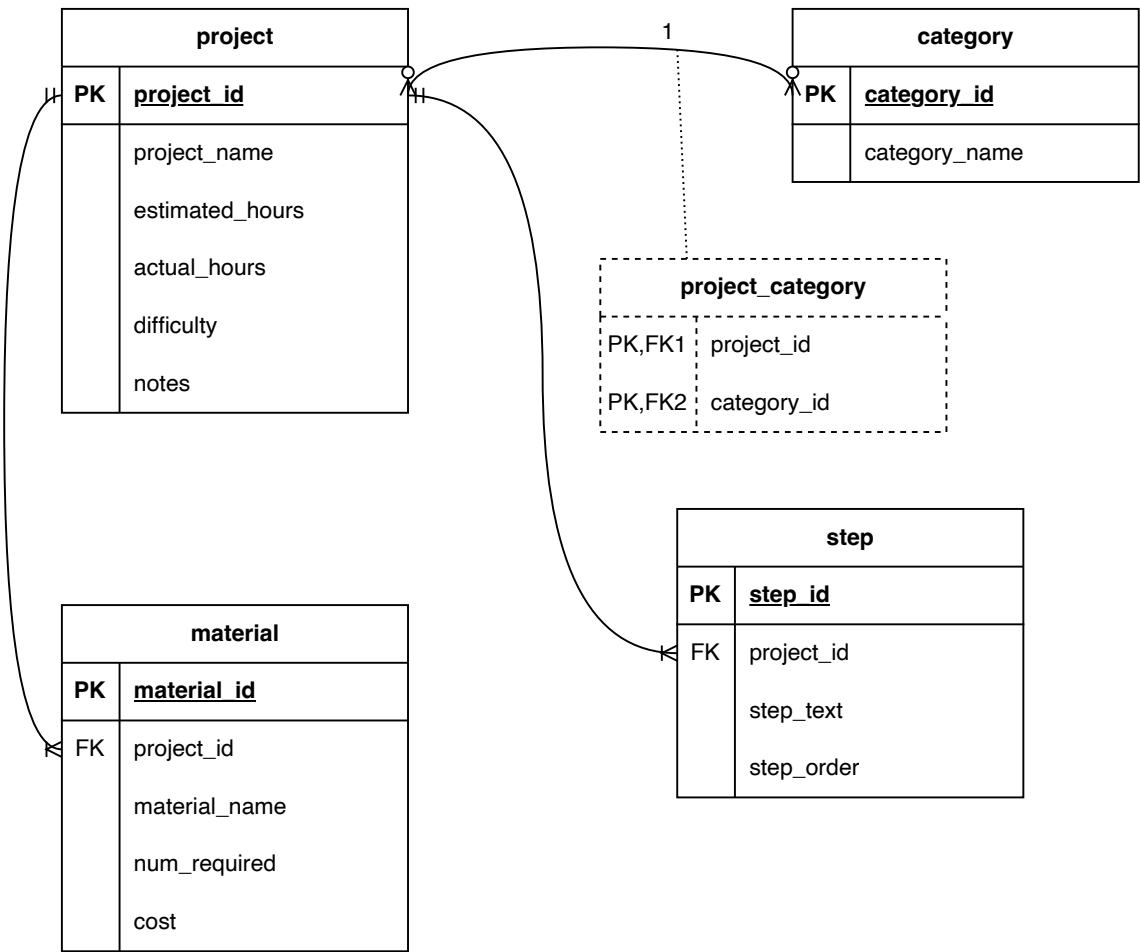 project
PK project_id
project_name
estimated_hours
actual_hours
difficulty
notes
1
category
PK category_id
category_name
project_category
PK,FK1 project_id
PK,FK2 category_id
step
PK step_id
FK project_id
step_text
step_order
material
PK material_id
FK project_id
material_name
num_required
cost